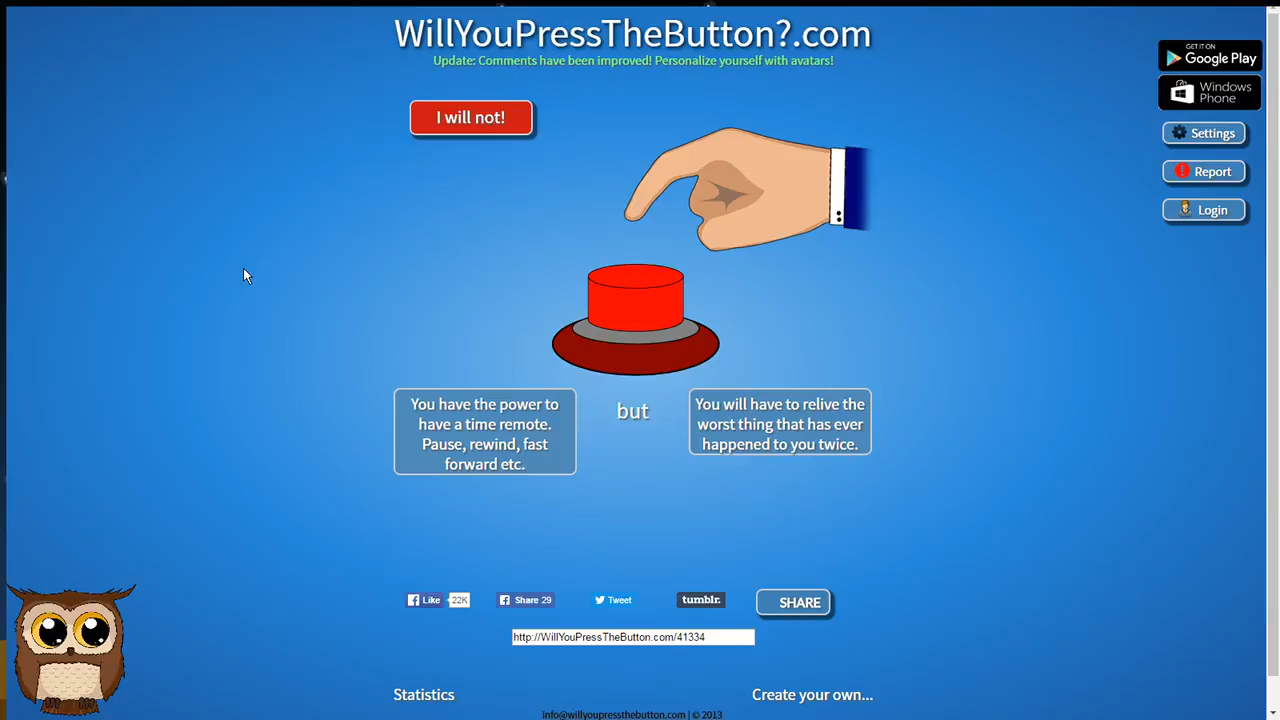 WillYouPressTheButton?.com
Update: Comments have been improved! Personalize yourself with avatars!
GET IT ON
Google Play
Windows
Phone
I will not!
Settings
Report
Login
You have the power to
have a time remote.
Pause, rewind, fast
forward etc.
but
You will have to relive the
worst thing that has ever
happened to you twice.
Like 22K Share 29 Tweet tumblr. SHARE
http://WillYouPressTheButton.com/41334
Statistics
Create your own...
info@willyoupressthebutton.com | © 2013